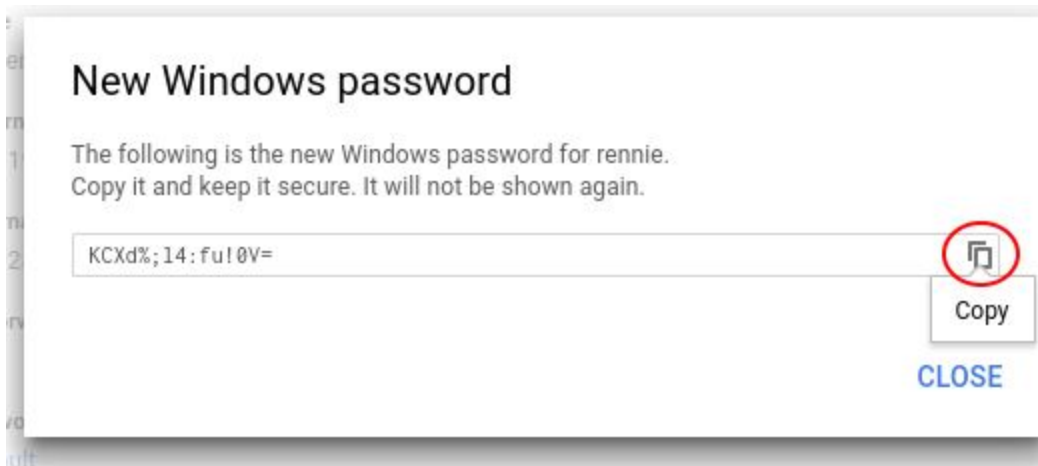 New Windows password
The following is the new Windows password for rennie.
Copy it and keep it secure. It will not be shown again.
KCXd%;l4:fu!0V=
Copy
CLOSE